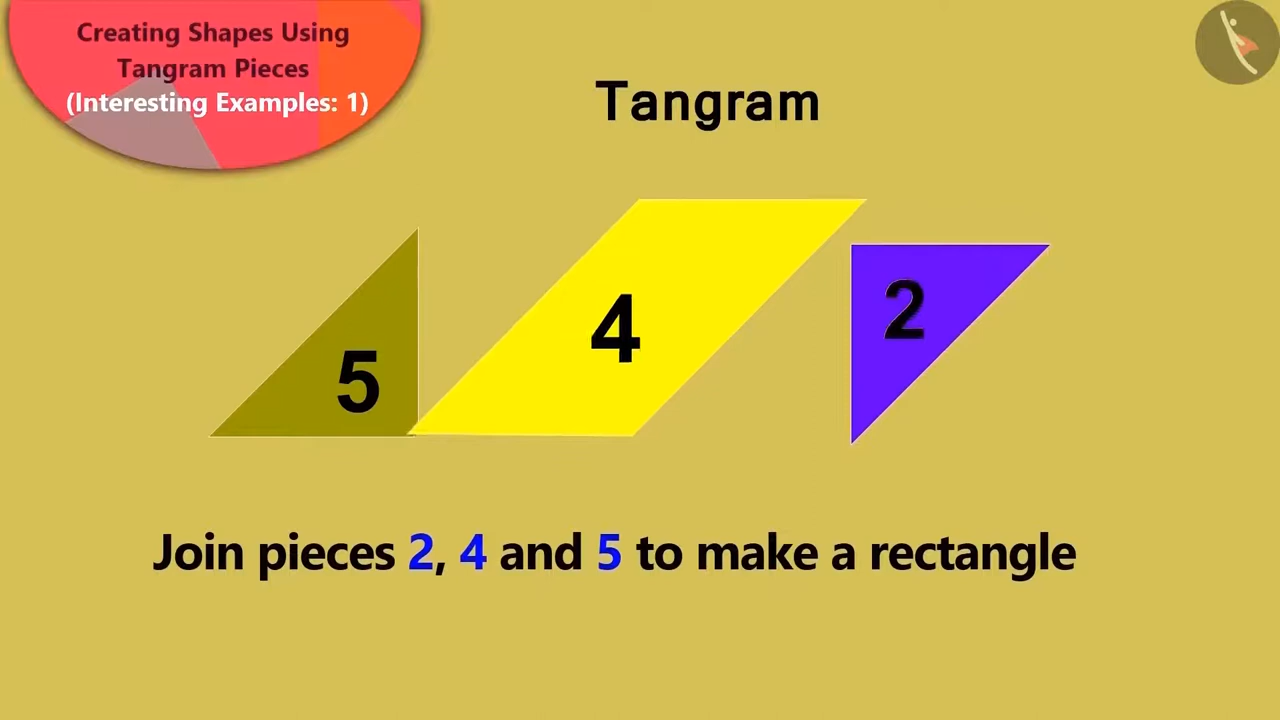 Creating Shapes Using
Tangram Pieces
(Interesting Examples: 1)
Tangram
5
4
2
Join pieces 2, 4 and 5 to make a rectangle